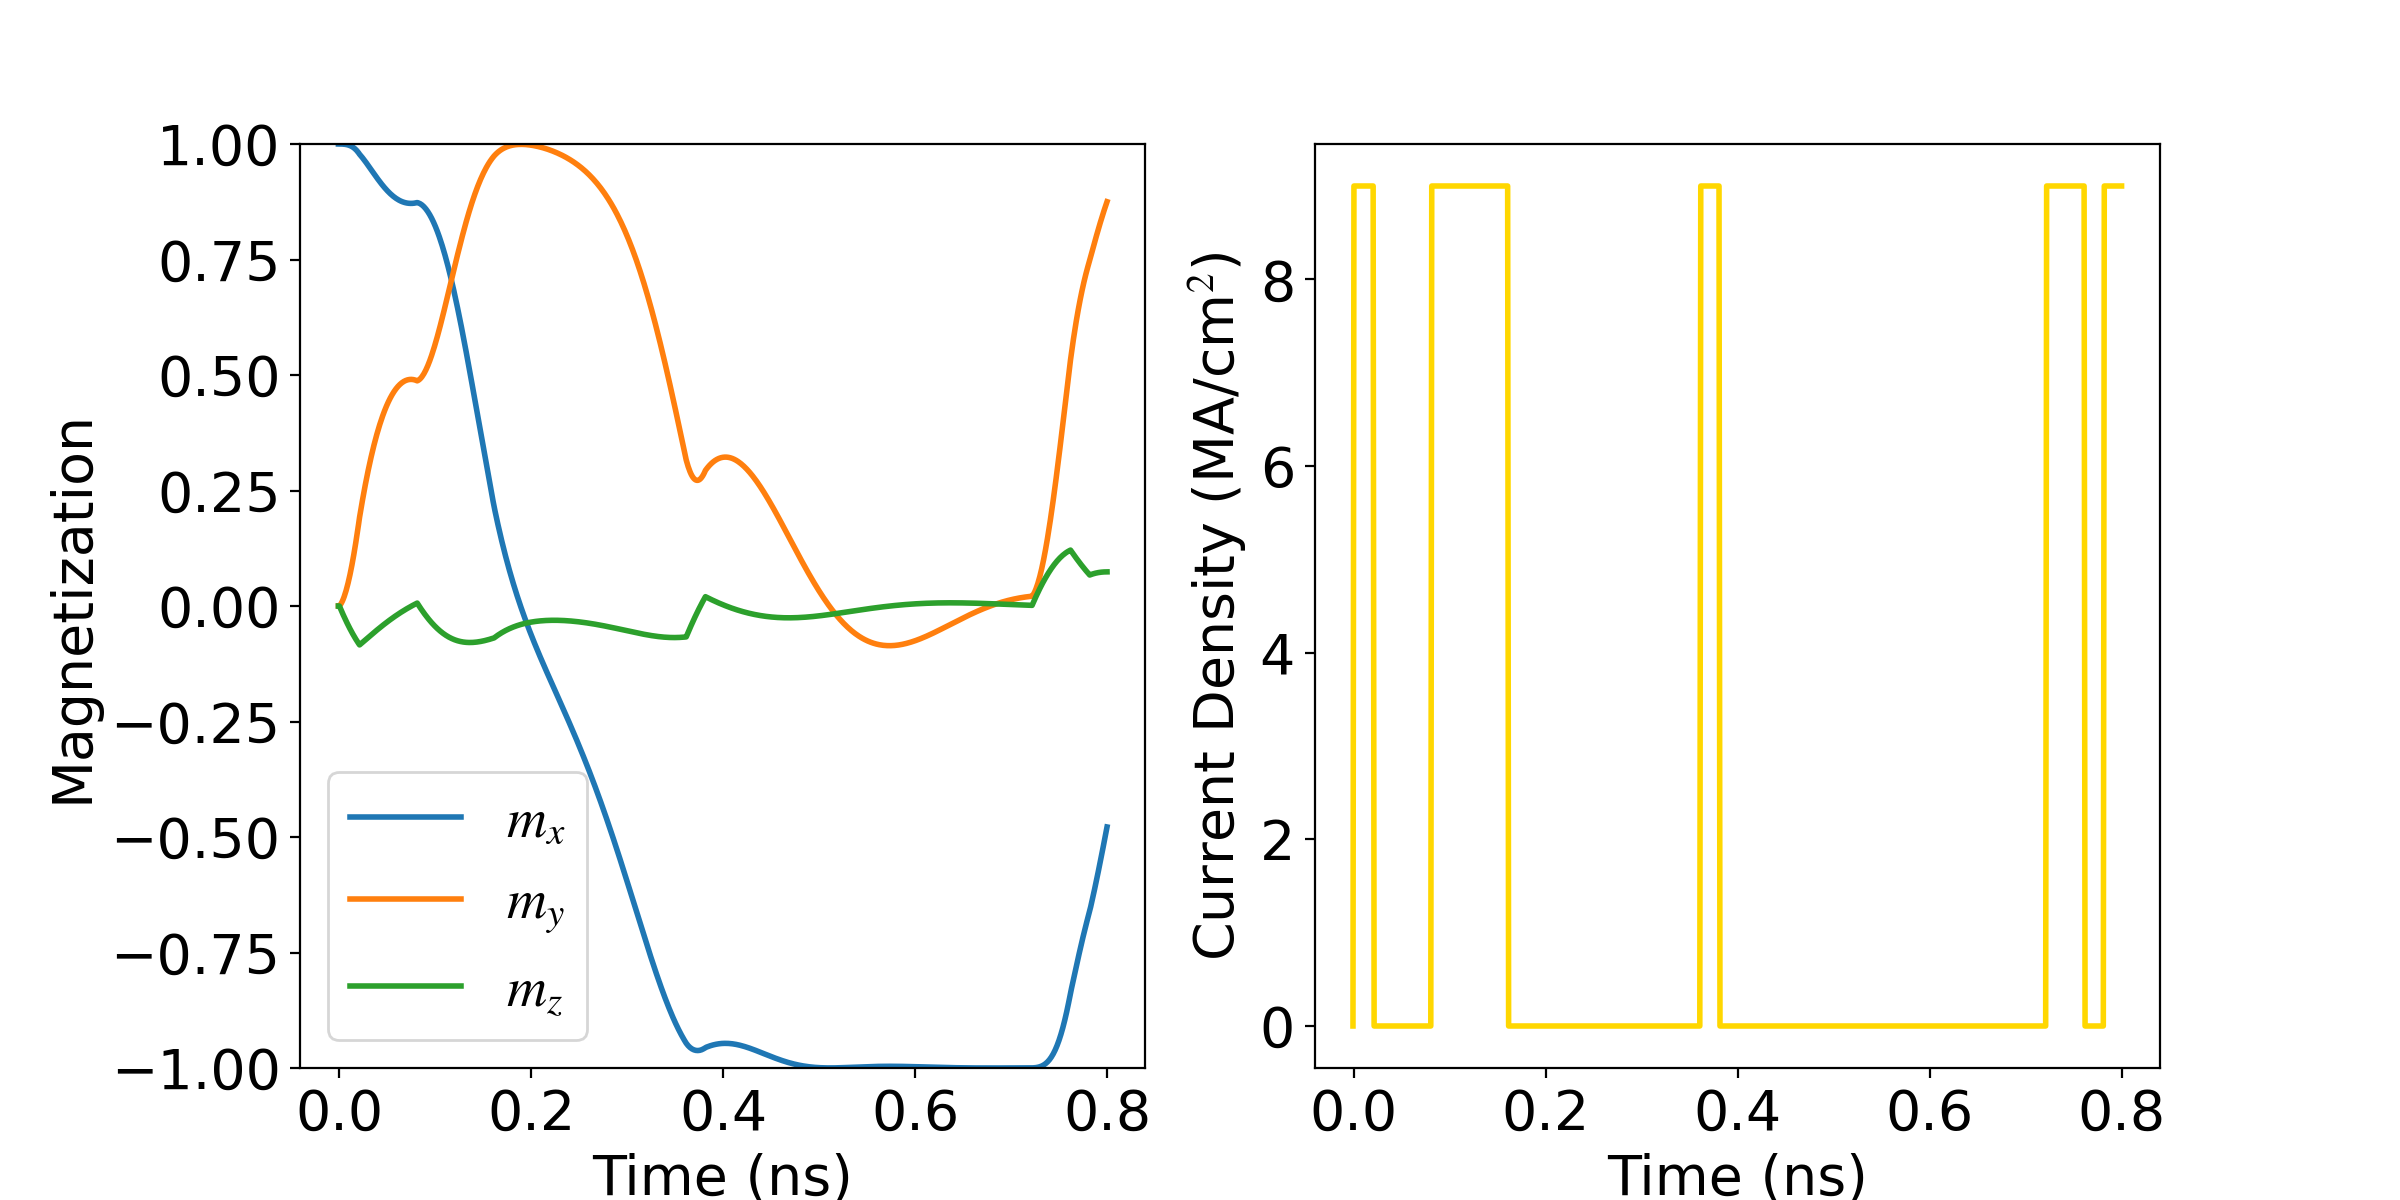 Magnetization
1.00
0.75
0.50
0.25
0.00
−0.25
−0.50
−0.75
−1.00
m_x
m_y
m_z
0.0 0.2 0.4 0.6 0.8
Time (ns)
Current Density (MA/cm²)
8
6
4
2
0
0.0 0.2 0.4 0.6 0.8
Time (ns)